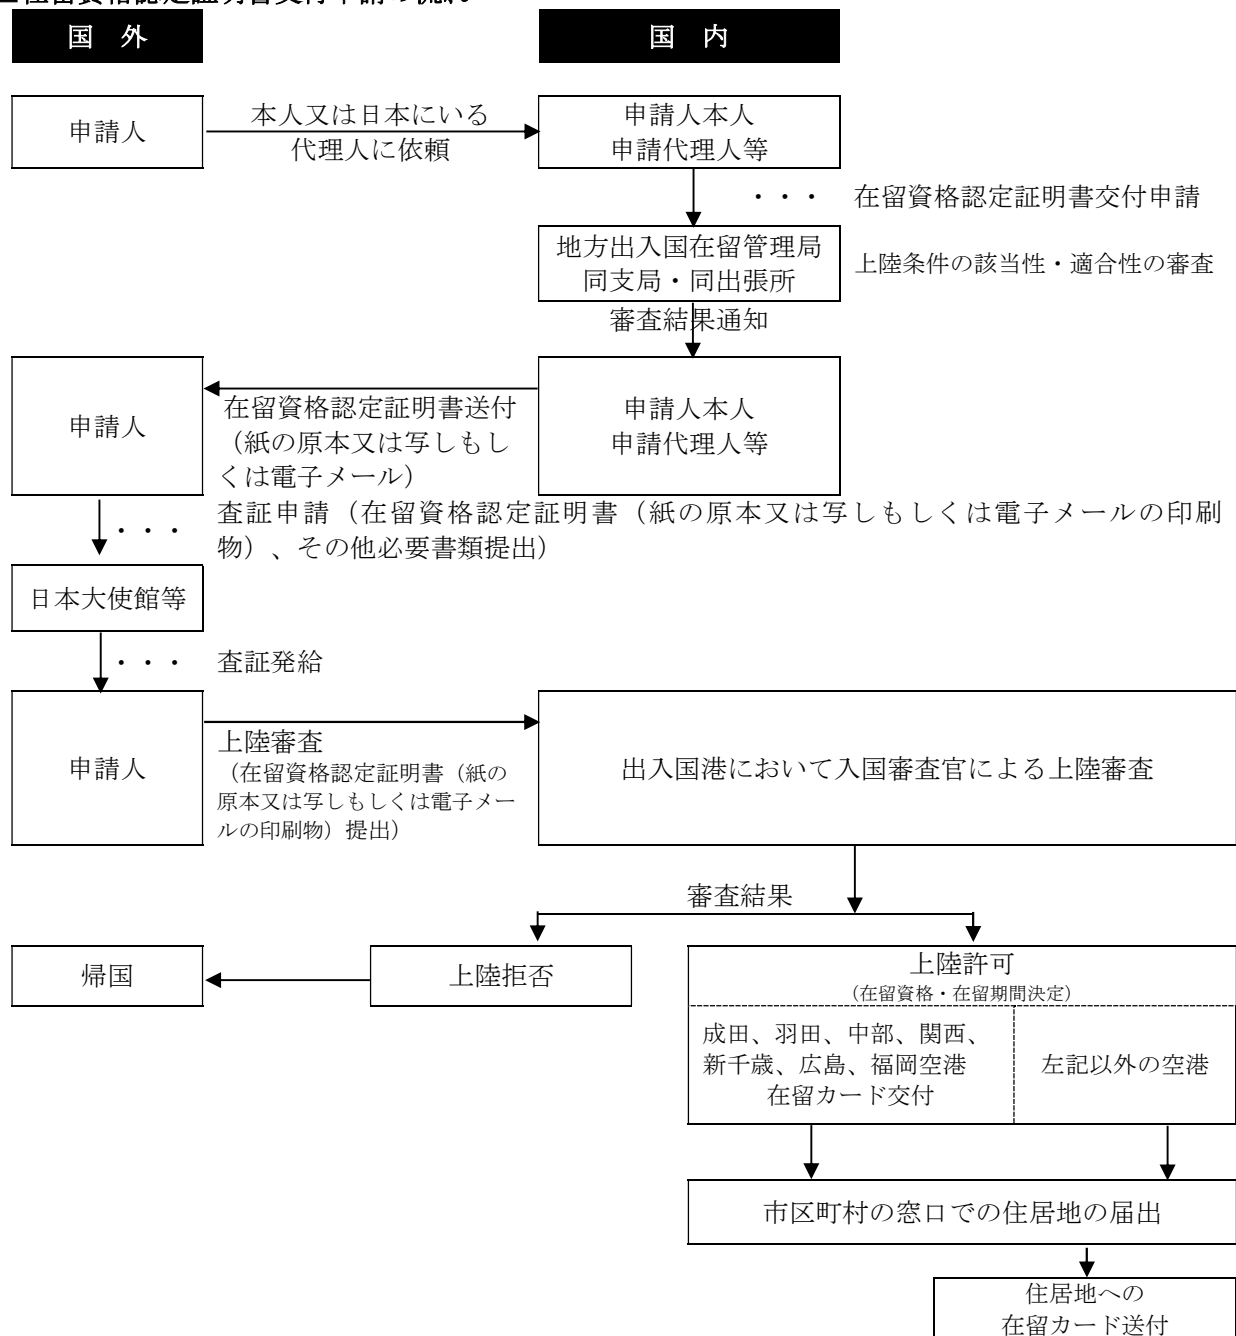 在留資格認定証明書交付申請の流れ
国 外
国 内
申請人
本人又は日本にいる
代理人に依頼
申請人本人
申請代理人等
・・・ 在留資格認定証明書交付申請
地方出入国在留管理局
同支局・同出張所
上陸条件の該当性・適合性の審査
審査結果通知
申請人
在留資格認定証明書送付
（紙の原本又は写しもし
くは電子メール）
申請人本人
申請代理人等
・・・ 査証申請（在留資格認定証明書（紙の原本又は写しもしくは電子メールの印刷
物）、その他必要書類提出）
日本大使館等
・・・ 査証発給
申請人
上陸審査
（在留資格認定証明書（紙の
原本又は写しもしくは電子メー
ルの印刷物）提出）
出入国港において入国審査官による上陸審査
審査結果
帰国
上陸拒否
上陸許可
（在留資格・在留期間決定）
成田、羽田、中部、関西、
新千歳、広島、福岡空港
在留カード交付
左記以外の空港
市区町村の窓口での住居地の届出
住居地への
在留カード送付